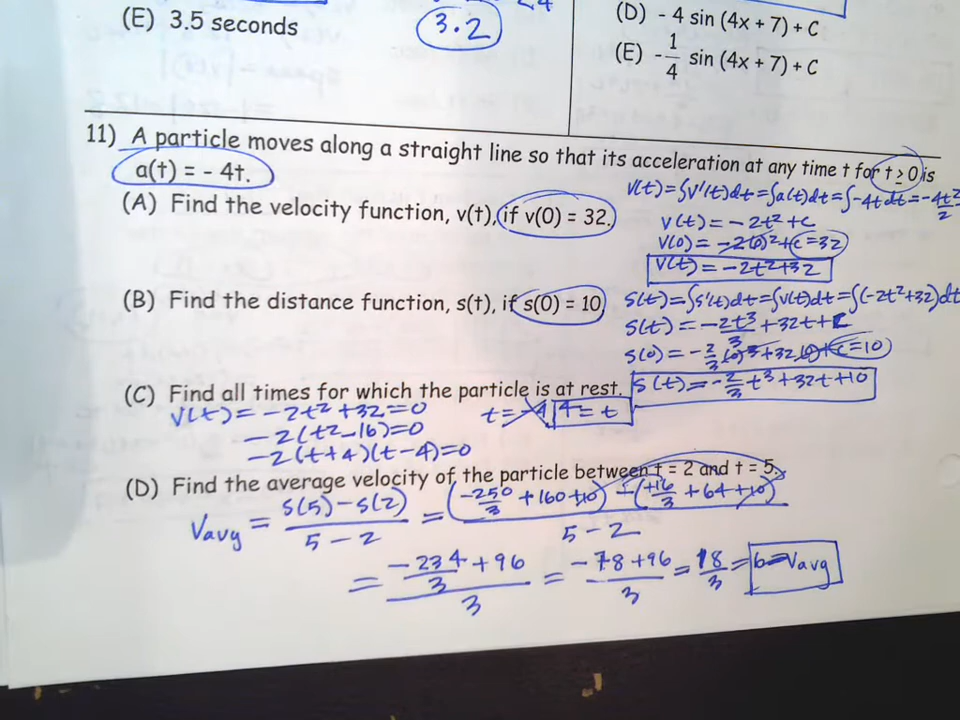 (E) 3.5 seconds
3.2
(D) - 4 sin (4x + 7) + C
(E) - 1/4 sin (4x + 7) + C
11) A particle moves along a straight line so that its acceleration at any time t for t ≥ 0 is
a(t) = - 4t.
v(t)=∫v'(t)dt=∫a(t)dt=∫-4t dt=-4t²/2
(A) Find the velocity function, v(t), if v(0) = 32.
v(t)=-2t²+c
v(0)=-2(0)²+c=32
v(t)=-2t²+32
(B) Find the distance function, s(t), if s(0) = 10
s(t)=∫s'(t)dt=∫v(t)dt=∫(-2t²+32)dt
s(t)=-2t³/3+32t+C
s(0)=-2/3(0)³+32(0)+c=10
s(t)=-2/3t³+32t+10
(C) Find all times for which the particle is at rest.
v(t)=-2t²+32=0
t=-4, 4=t
-2(t²-16)=0
-2(t+4)(t-4)=0
(D) Find the average velocity of the particle between t = 2 and t = 5.
Vavg = s(5)-s(2)/5-2 = (-250/3+160+10)-(+16/3+64+10)/5-2
= -234/3+96/3 = -78+96/3 = 18/3 = 6=Vavg